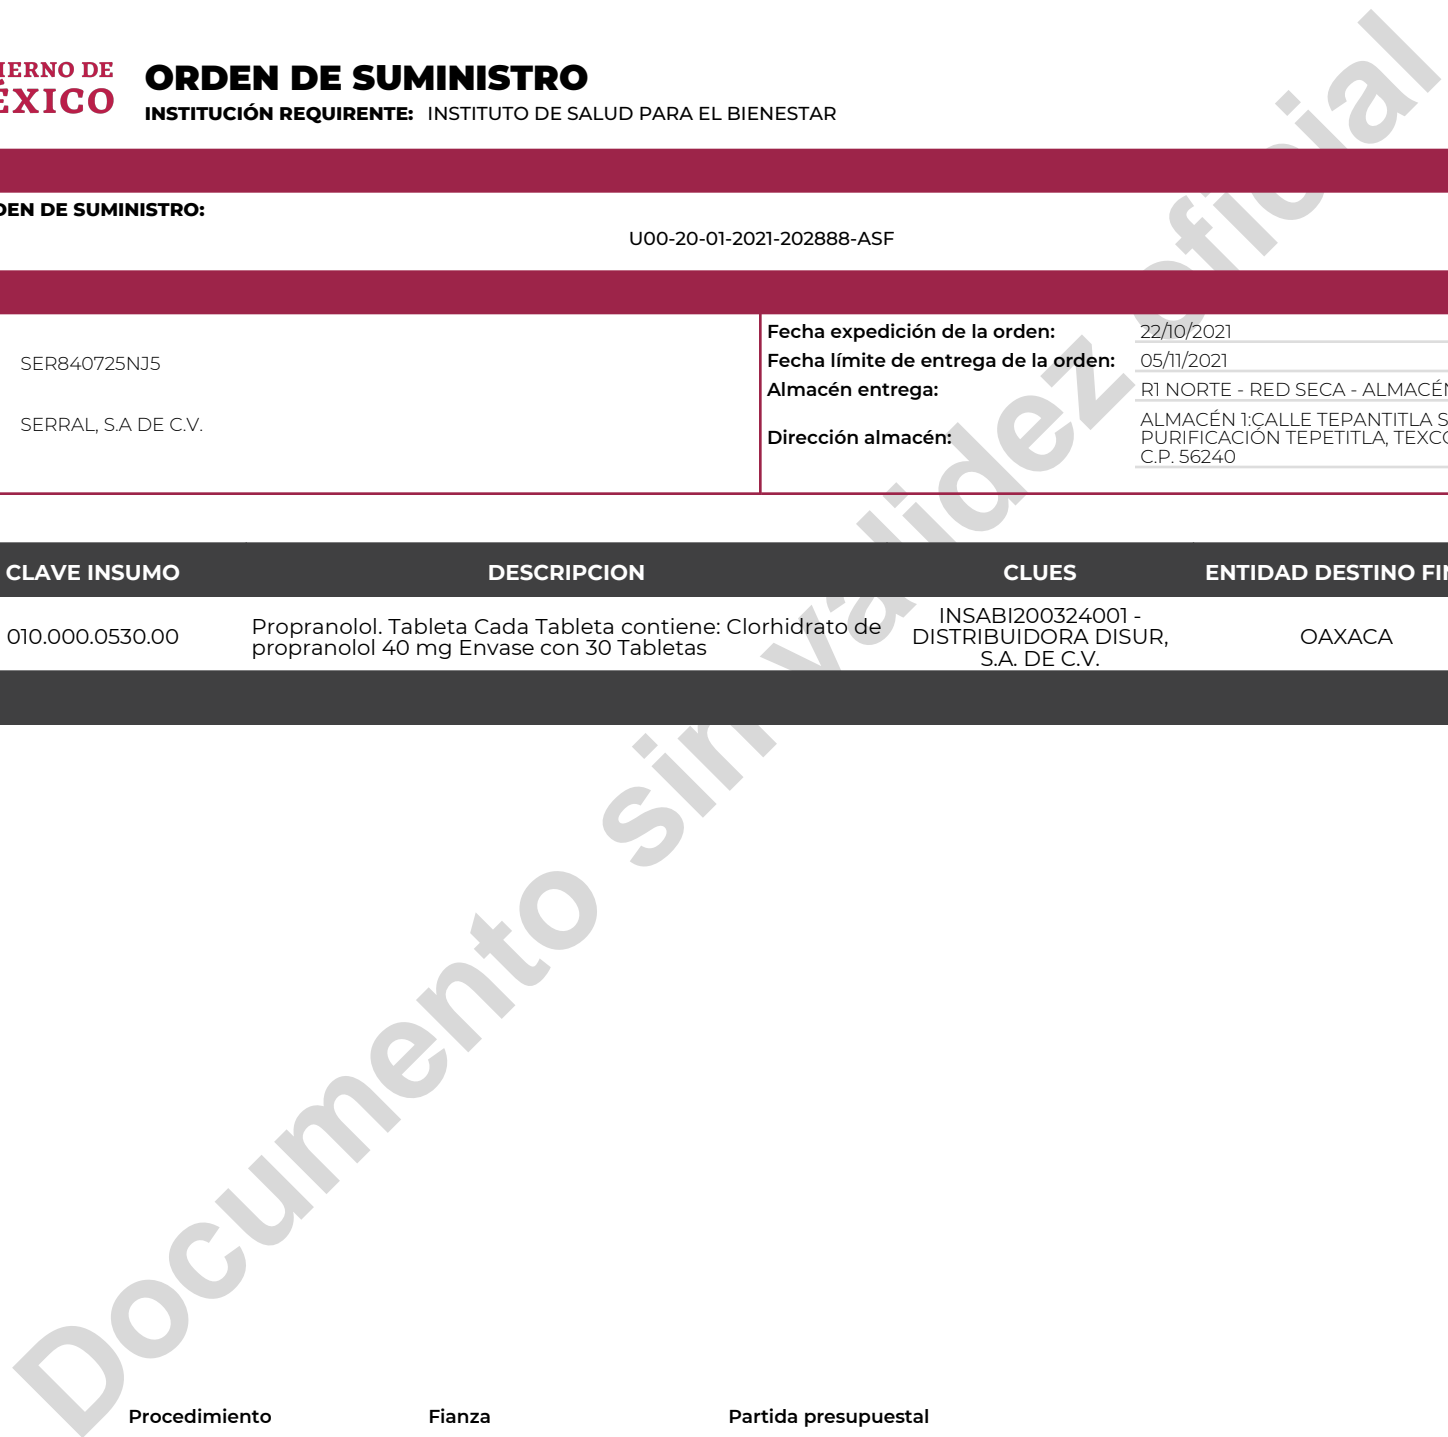 IERNO DE
ÉXICO
ORDEN DE SUMINISTRO
INSTITUCIÓN REQUIRENTE: INSTITUTO DE SALUD PARA EL BIENESTAR
DEN DE SUMINISTRO:
U00-20-01-2021-202888-ASF
SER840725NJ5
SERRAL, S.A DE C.V.
Fecha expedición de la orden: 22/10/2021
Fecha límite de entrega de la orden: 05/11/2021
Almacén entrega: R1 NORTE - RED SECA - ALMACÉN
Dirección almacén: ALMACÉN 1:CALLE TEPANTITLA S
PURIFICACIÓN TEPETITLA, TEXCO
C.P. 56240
CLAVE INSUMO DESCRIPCION CLUES ENTIDAD DESTINO FIN
010.000.0530.00
Propranolol. Tableta Cada Tableta contiene: Clorhidrato de
propranolol 40 mg Envase con 30 Tabletas
INSABI200324001 -
DISTRIBUIDORA DISUR,
S.A. DE C.V.
OAXACA
Documento sin validez oficial
Procedimiento Fianza Partida presupuestal